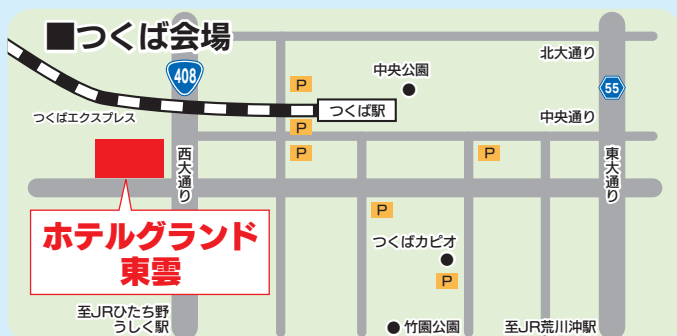 ■つくば会場
北大通り
408
中央公園
55
P
つくば駅
つくばエクスプレス
中央通り
P
P
P
西大通り
東大通り
P
ホテルグランド
東雲
つくばカピオ
P
至JRひたち野
うしく駅
竹園公園
至JR荒川沖駅